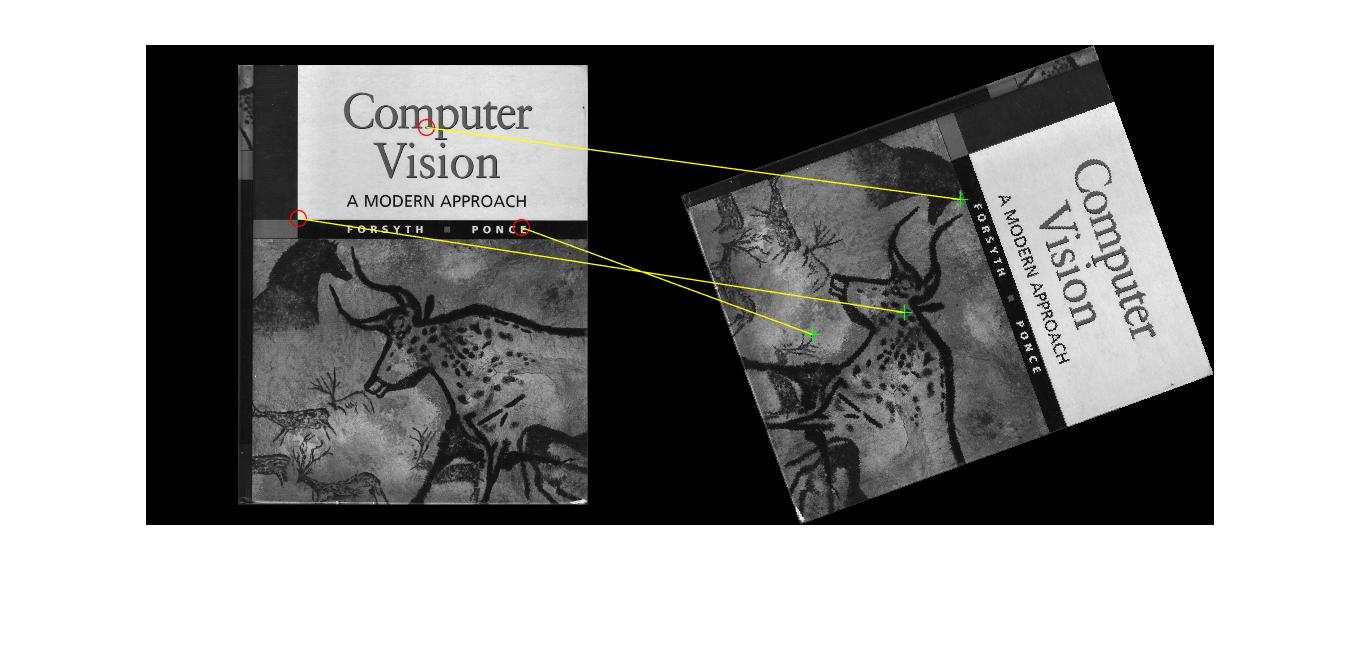 Computer
Vision
A MODERN APPROACH
FORSYTH ■ PONCE
Computer
Vision
A MODERN APPROACH
FORSYTH ■ PONCE